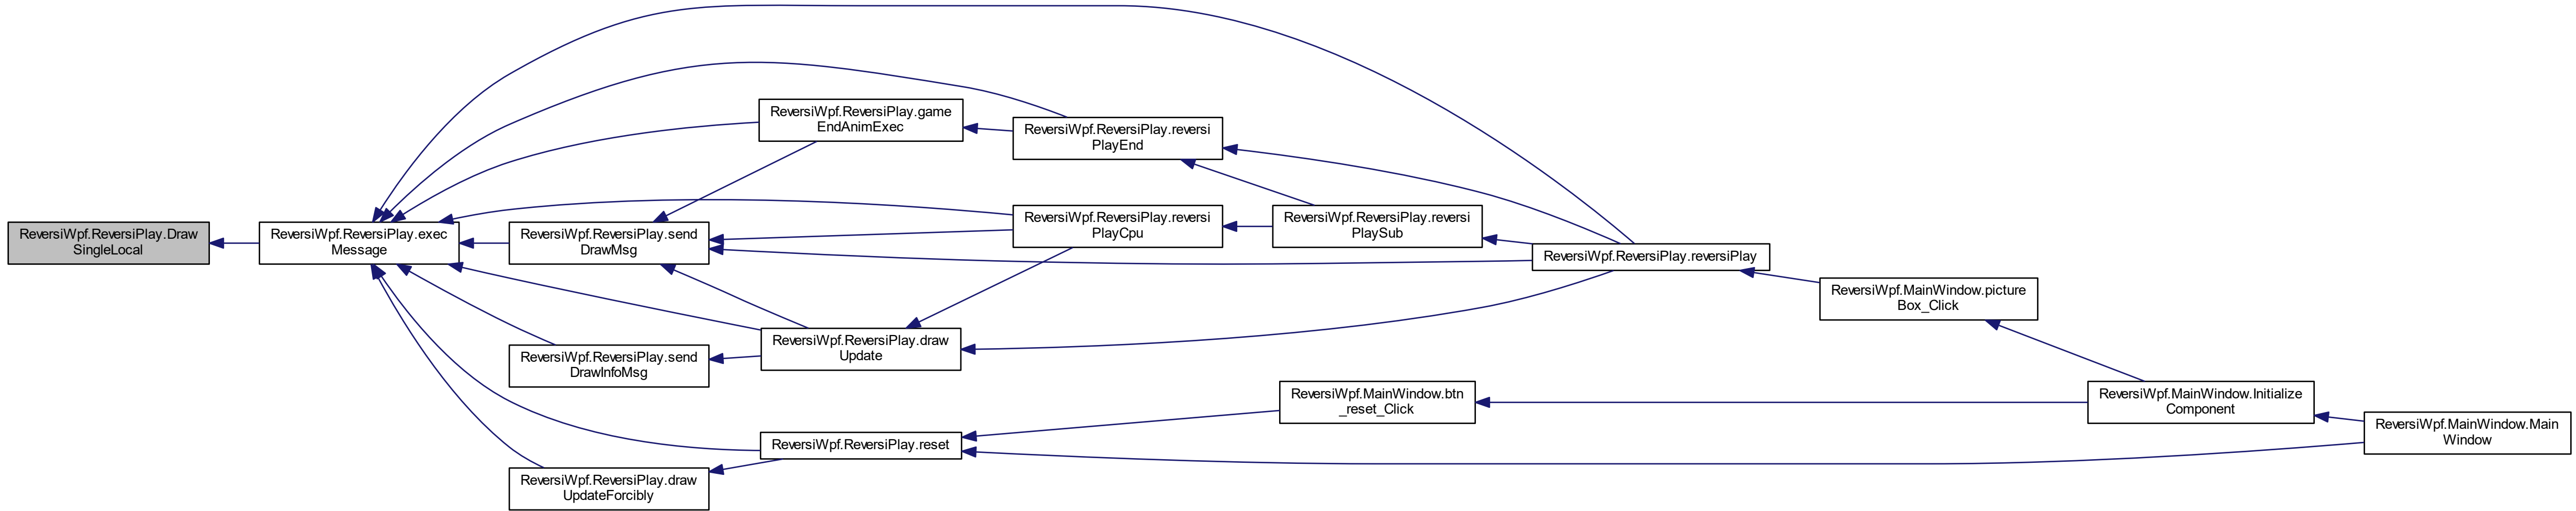 ReversiWpf.ReversiPlay.Draw
SingleLocal
ReversiWpf.ReversiPlay.exec
Message
ReversiWpf.ReversiPlay.game
EndAnimExec
ReversiWpf.ReversiPlay.reversi
PlayEnd
ReversiWpf.ReversiPlay.send
DrawMsg
ReversiWpf.ReversiPlay.reversi
PlayCpu
ReversiWpf.ReversiPlay.reversi
PlaySub
ReversiWpf.ReversiPlay.reversiPlay
ReversiWpf.MainWindow.picture
Box_Click
ReversiWpf.ReversiPlay.send
DrawInfoMsg
ReversiWpf.ReversiPlay.draw
Update
ReversiWpf.MainWindow.btn
_reset_Click
ReversiWpf.MainWindow.Initialize
Component
ReversiWpf.MainWindow.Main
Window
ReversiWpf.ReversiPlay.reset
ReversiWpf.ReversiPlay.draw
UpdateForcibly